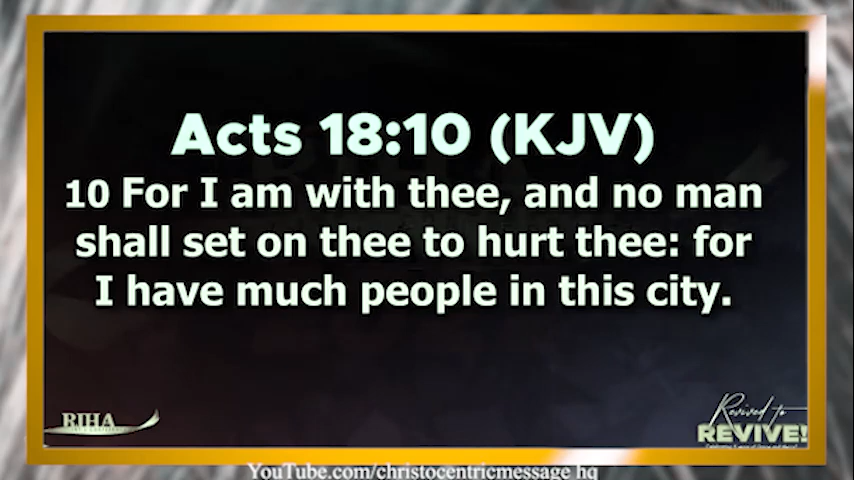 Acts 18:10 (KJV)
10 For I am with thee, and no man
shall set on thee to hurt thee: for
I have much people in this city.
RIHA
Revived to
REVIVE!
YouTube.com/christocentricmessage hq